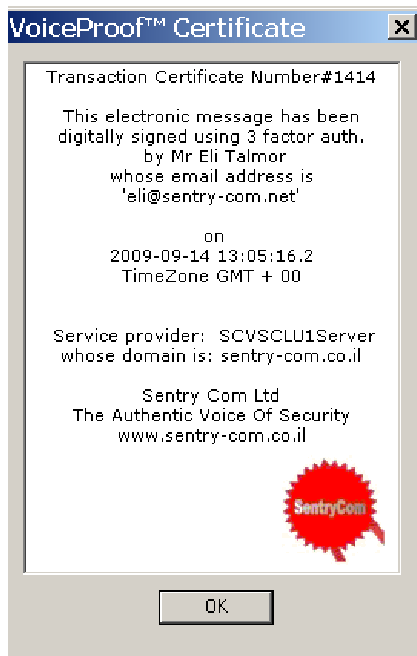 VoiceProof™ Certificate
Transaction Certificate Number#1414
This electronic message has been
digitally signed using 3 factor auth.
by Mr Eli Talmor
whose email address is
'eli@sentry-com.net'
on
2009-09-14 13:05:16.2
TimeZone GMT + 00
Service provider:  SCVSCLU1Server
whose domain is: sentry-com.co.il
Sentry Com Ltd
The Authentic Voice Of Security
www.sentry-com.co.il
SentryCom
OK